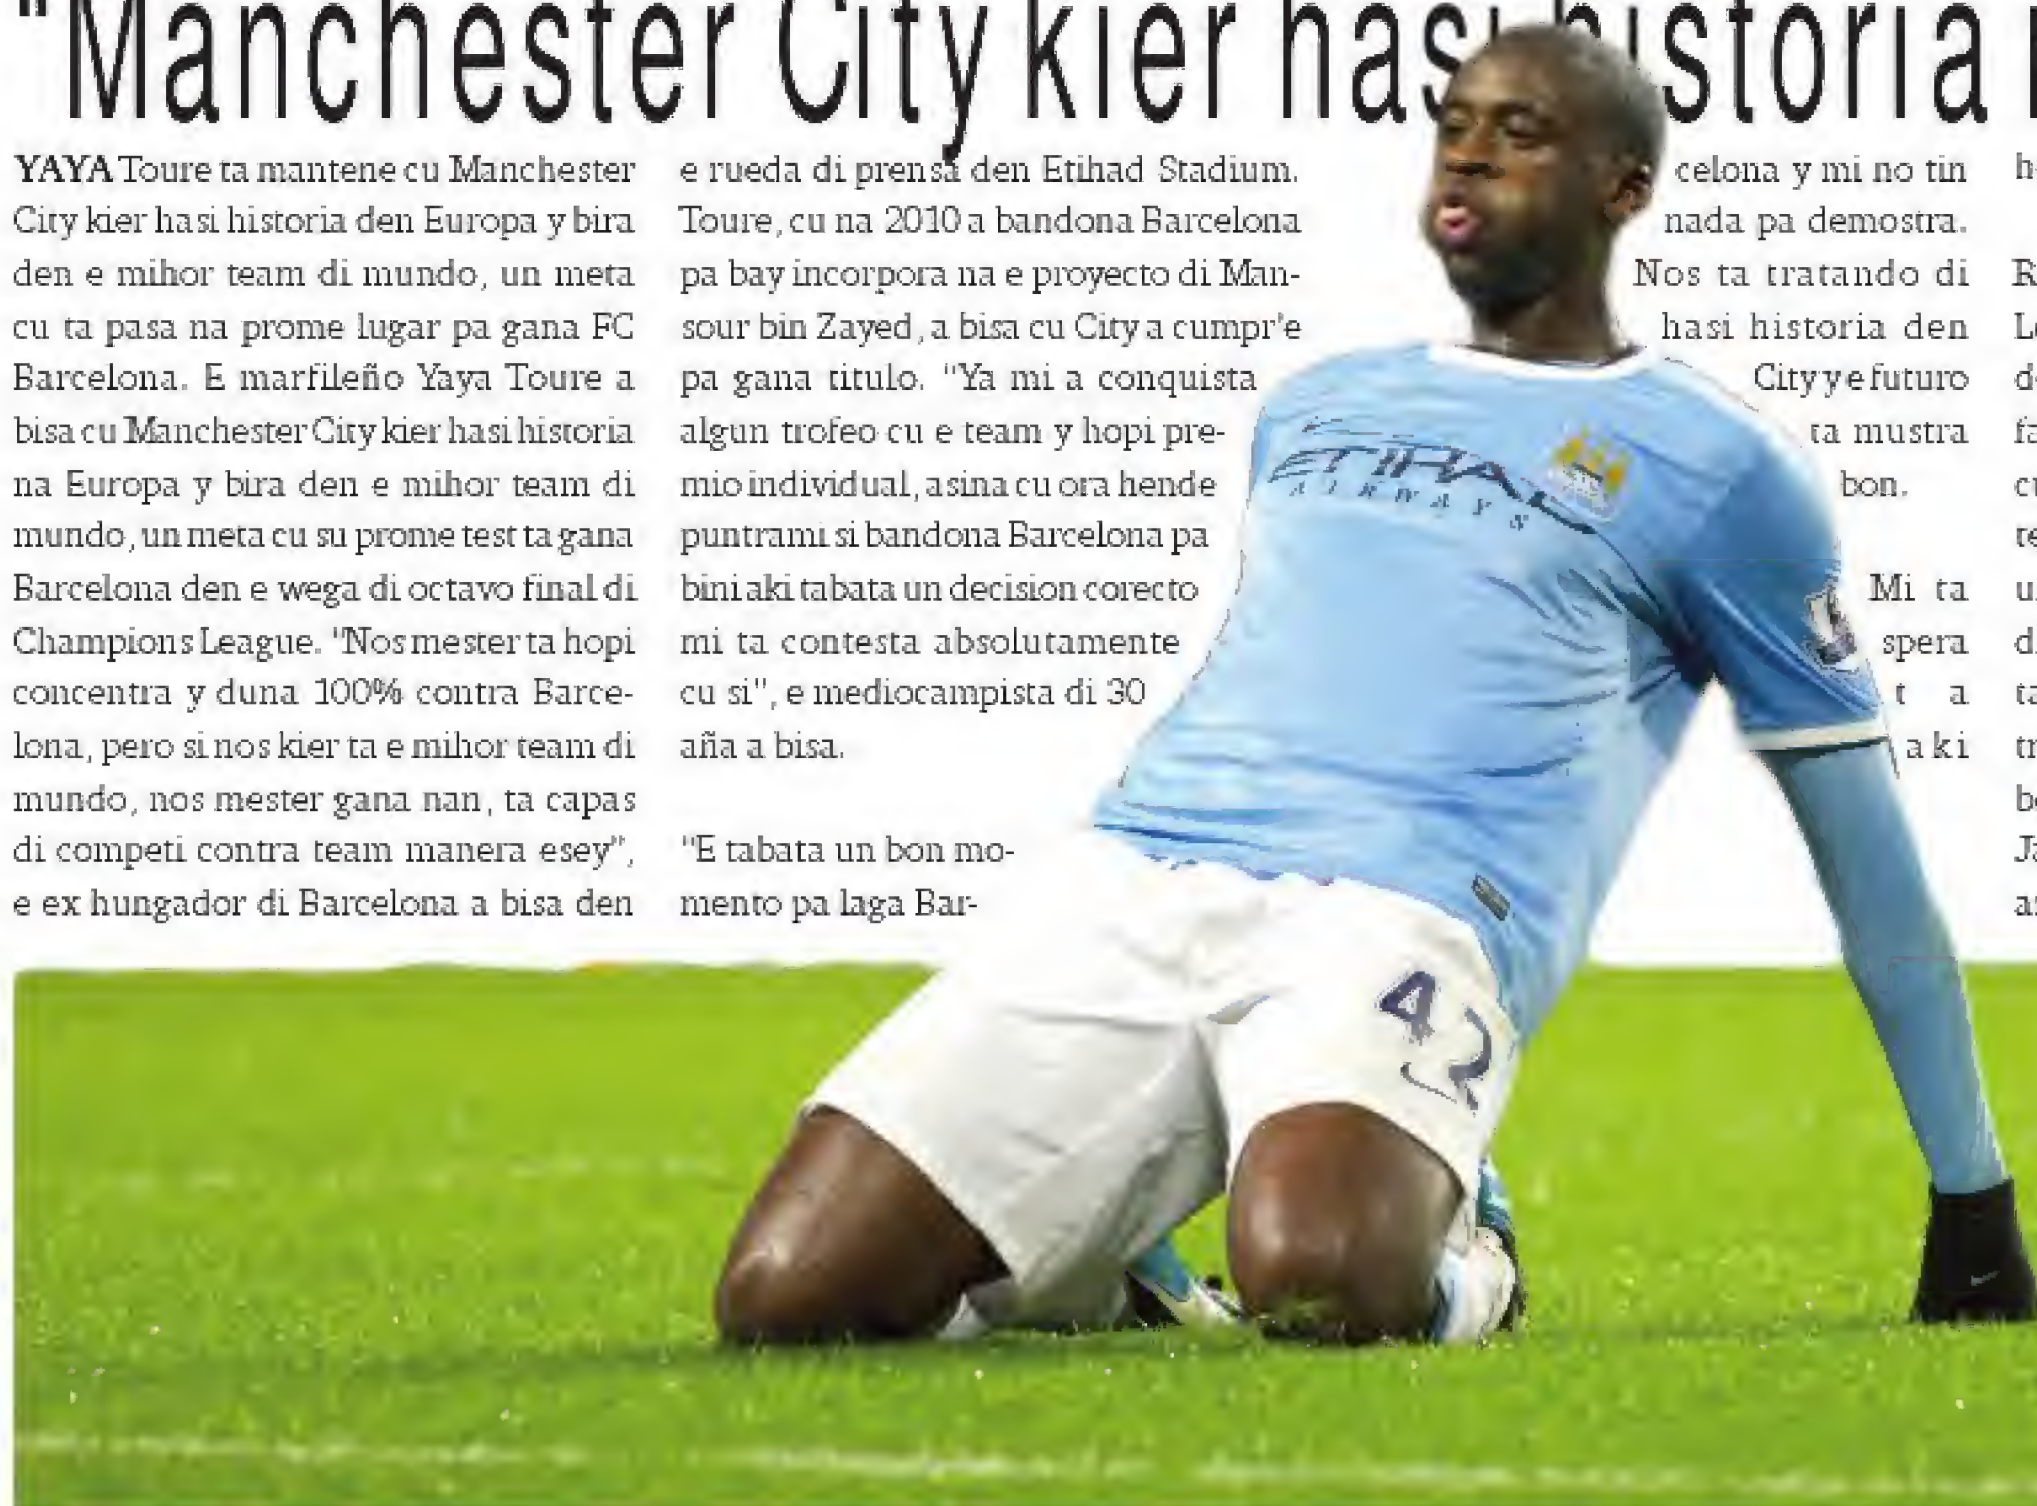 "Manchester City kier hasi historia
YAYA Toure ta mantene cu Manchester
City kier hasi historia den Europa y bira
den e mihor team di mundo, un meta
cu ta pasa na prome lugar pa gana FC
Barcelona. E marfileño Yaya Toure a
bisa cu Manchester City kier hasi historia
na Europa y bira den e mihor team di
mundo, un meta cu su prome test ta gana
Barcelona den e wega di octavo final di
Champions League. "Nos mester ta hopi
concentra y duna 100% contra Barce-
lona, pero si nos kier ta e mihor team di
mundo, nos mester gana nan, ta capas
di competi contra team manera esey",
e ex hungador di Barcelona a bisa den
e rueda di prensa den Etihad Stadium.
Toure, cu na 2010 a bandona Barcelona
pa bay incorpora na e proyecto di Man-
sour bin Zayed, a bisa cu City a cumpr'e
pa gana titulo. "Ya mi a conquista
algun trofeo cu e team y hopi pre-
mio individual, asina cu ora hende
puntrami si bandona Barcelona pa
bini aki tabata un decision corecto
mi ta contesta absolutamente
cu si", e mediocampista di 30
aña a bisa.
"E tabata un bon mo-
mento pa laga Bar-
celona y mi no tin
nada pa demostra.
Nos ta tratando di
hasi historia den
City y e futuro
ta mustra
bon.
Mi ta
spera
t a
aki
ETIHAD
AIRWAYS
42